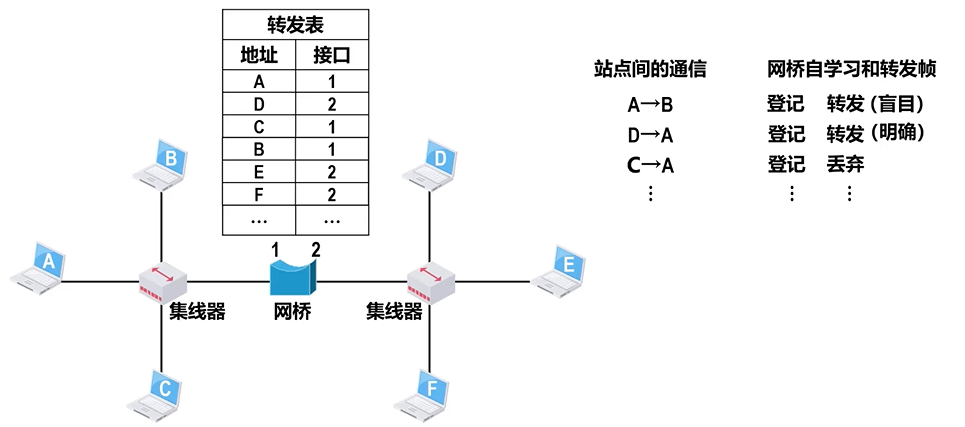 转发表
地址 接口
A 1
D 2
C 1
B 1
E 2
F 2
… …
站点间的通信 网桥自学习和转发帧
A→B 登记 转发 (盲目)
D→A 登记 转发 (明确)
C→A 登记 丢弃
⋮ ⋮ ⋮
B
D
1 2
A
E
集线器 网桥 集线器
C
F